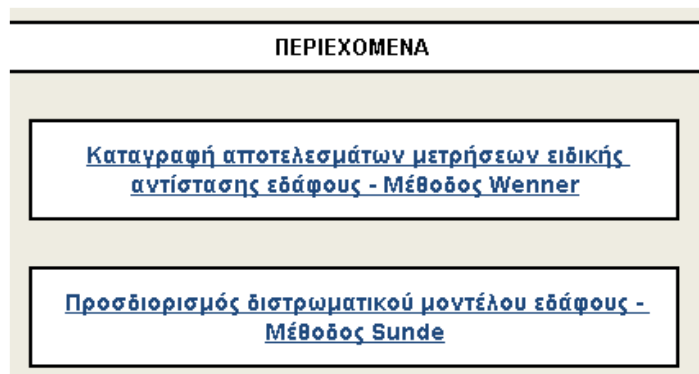 ΠΕΡΙΕΧΟΜΕΝΑ
Καταγραφή αποτελεσμάτων μετρήσεων ειδικής
αντίστασης εδάφους - Μέθοδος Wenner
Προσδιορισμός διστρωματικού μοντέλου εδάφους -
Μέθοδος Sunde